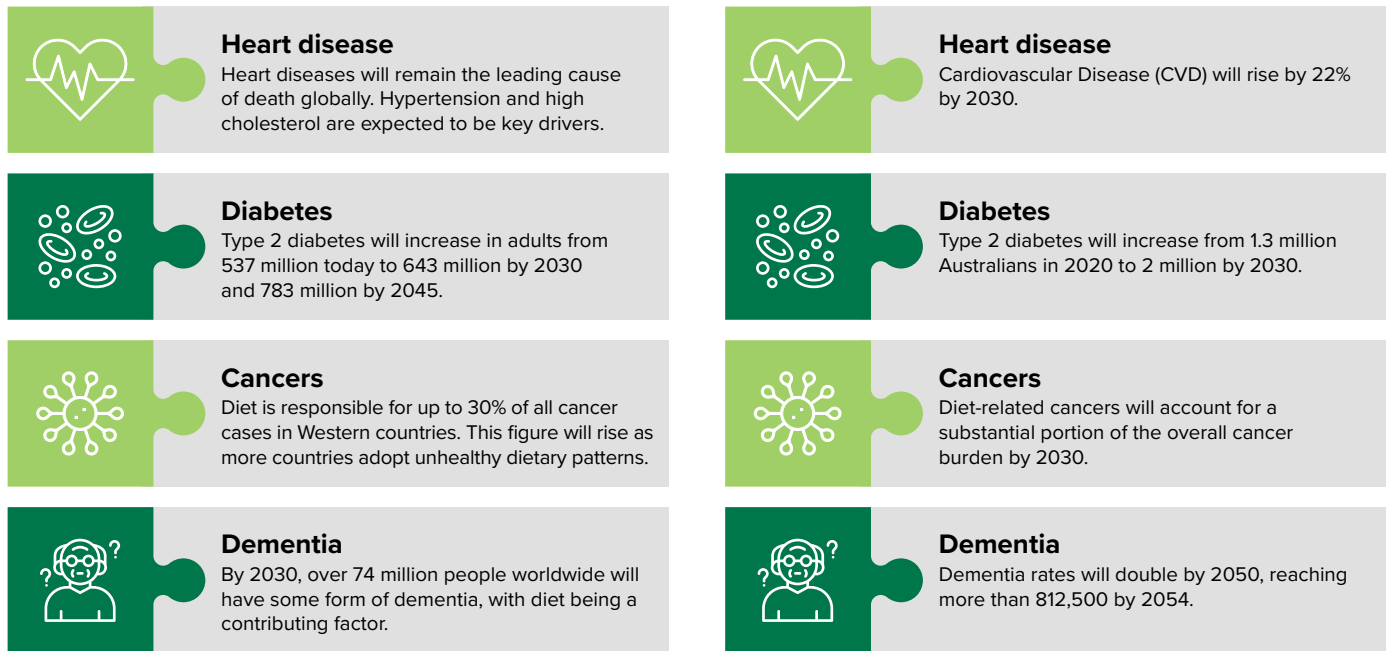 Heart disease
Heart diseases will remain the leading cause
of death globally. Hypertension and high
cholesterol are expected to be key drivers.
Diabetes
Type 2 diabetes will increase in adults from
537 million today to 643 million by 2030
and 783 million by 2045.
Cancers
Diet is responsible for up to 30% of all cancer
cases in Western countries. This figure will rise as
more countries adopt unhealthy dietary patterns.
Dementia
By 2030, over 74 million people worldwide will
have some form of dementia, with diet being a
contributing factor.
Heart disease
Cardiovascular Disease (CVD) will rise by 22%
by 2030.
Diabetes
Type 2 diabetes will increase from 1.3 million
Australians in 2020 to 2 million by 2030.
Cancers
Diet-related cancers will account for a
substantial portion of the overall cancer
burden by 2030.
Dementia
Dementia rates will double by 2050, reaching
more than 812,500 by 2054.